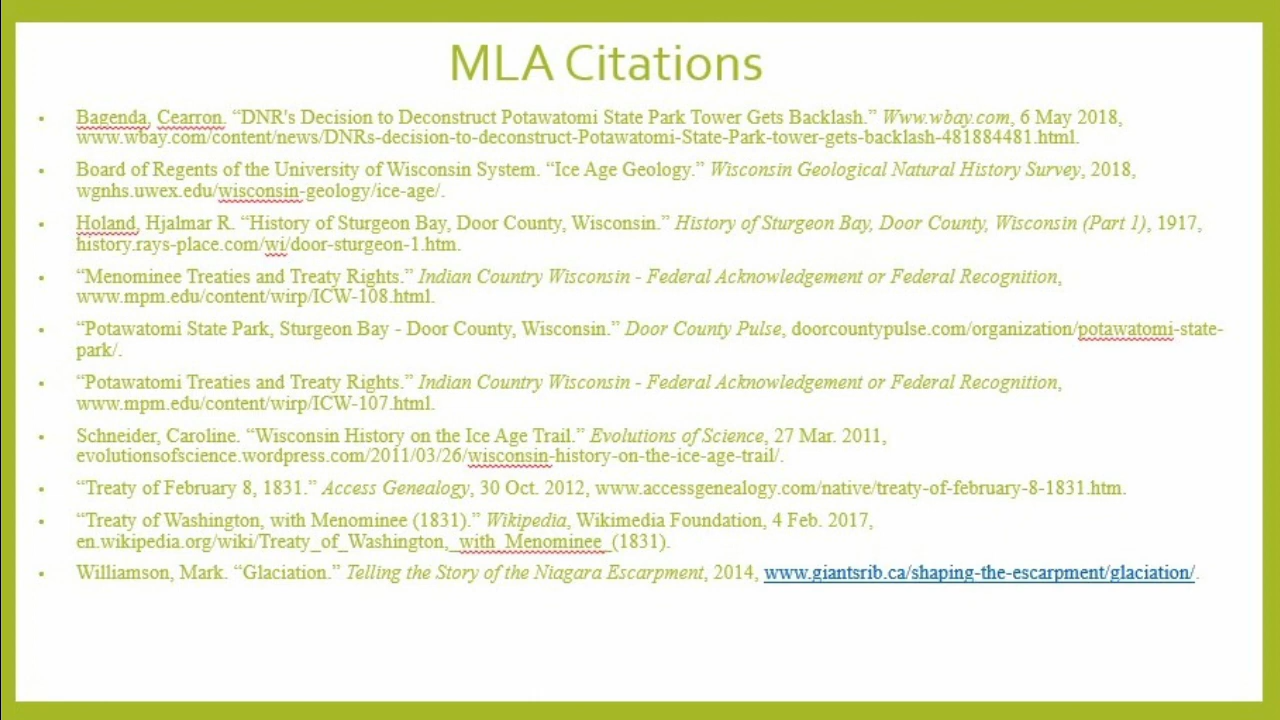 MLA Citations
• Bagenda, Cearron. “DNR's Decision to Deconstruct Potawatomi State Park Tower Gets Backlash.” Www.wbay.com, 6 May 2018,
www.wbay.com/content/news/DNRs-decision-to-deconstruct-Potawatomi-State-Park-tower-gets-backlash-481884481.html.
• Board of Regents of the University of Wisconsin System. “Ice Age Geology.” Wisconsin Geological Natural History Survey, 2018,
wgnhs.uwex.edu/wisconsin-geology/ice-age/.
• Holand, Hjalmar R. “History of Sturgeon Bay, Door County, Wisconsin.” History of Sturgeon Bay, Door County, Wisconsin (Part 1), 1917,
history.rays-place.com/wi/door-sturgeon-1.htm.
• “Menominee Treaties and Treaty Rights.” Indian Country Wisconsin - Federal Acknowledgement or Federal Recognition,
www.mpm.edu/content/wirp/ICW-108.html.
• “Potawatomi State Park, Sturgeon Bay - Door County, Wisconsin.” Door County Pulse, doorcountypulse.com/organization/potawatomi-state-
park/.
• “Potawatomi Treaties and Treaty Rights.” Indian Country Wisconsin - Federal Acknowledgement or Federal Recognition,
www.mpm.edu/content/wirp/ICW-107.html.
• Schneider, Caroline. “Wisconsin History on the Ice Age Trail.” Evolutions of Science, 27 Mar. 2011,
evolutionsofscience.wordpress.com/2011/03/26/wisconsin-history-on-the-ice-age-trail/.
• “Treaty of February 8, 1831.” Access Genealogy, 30 Oct. 2012, www.accessgenealogy.com/native/treaty-of-february-8-1831.htm.
• “Treaty of Washington, with Menominee (1831).” Wikipedia, Wikimedia Foundation, 4 Feb. 2017,
en.wikipedia.org/wiki/Treaty_of_Washington,_with_Menominee_(1831).
• Williamson, Mark. “Glaciation.” Telling the Story of the Niagara Escarpment, 2014, www.giantsrib.ca/shaping-the-escarpment/glaciation/.